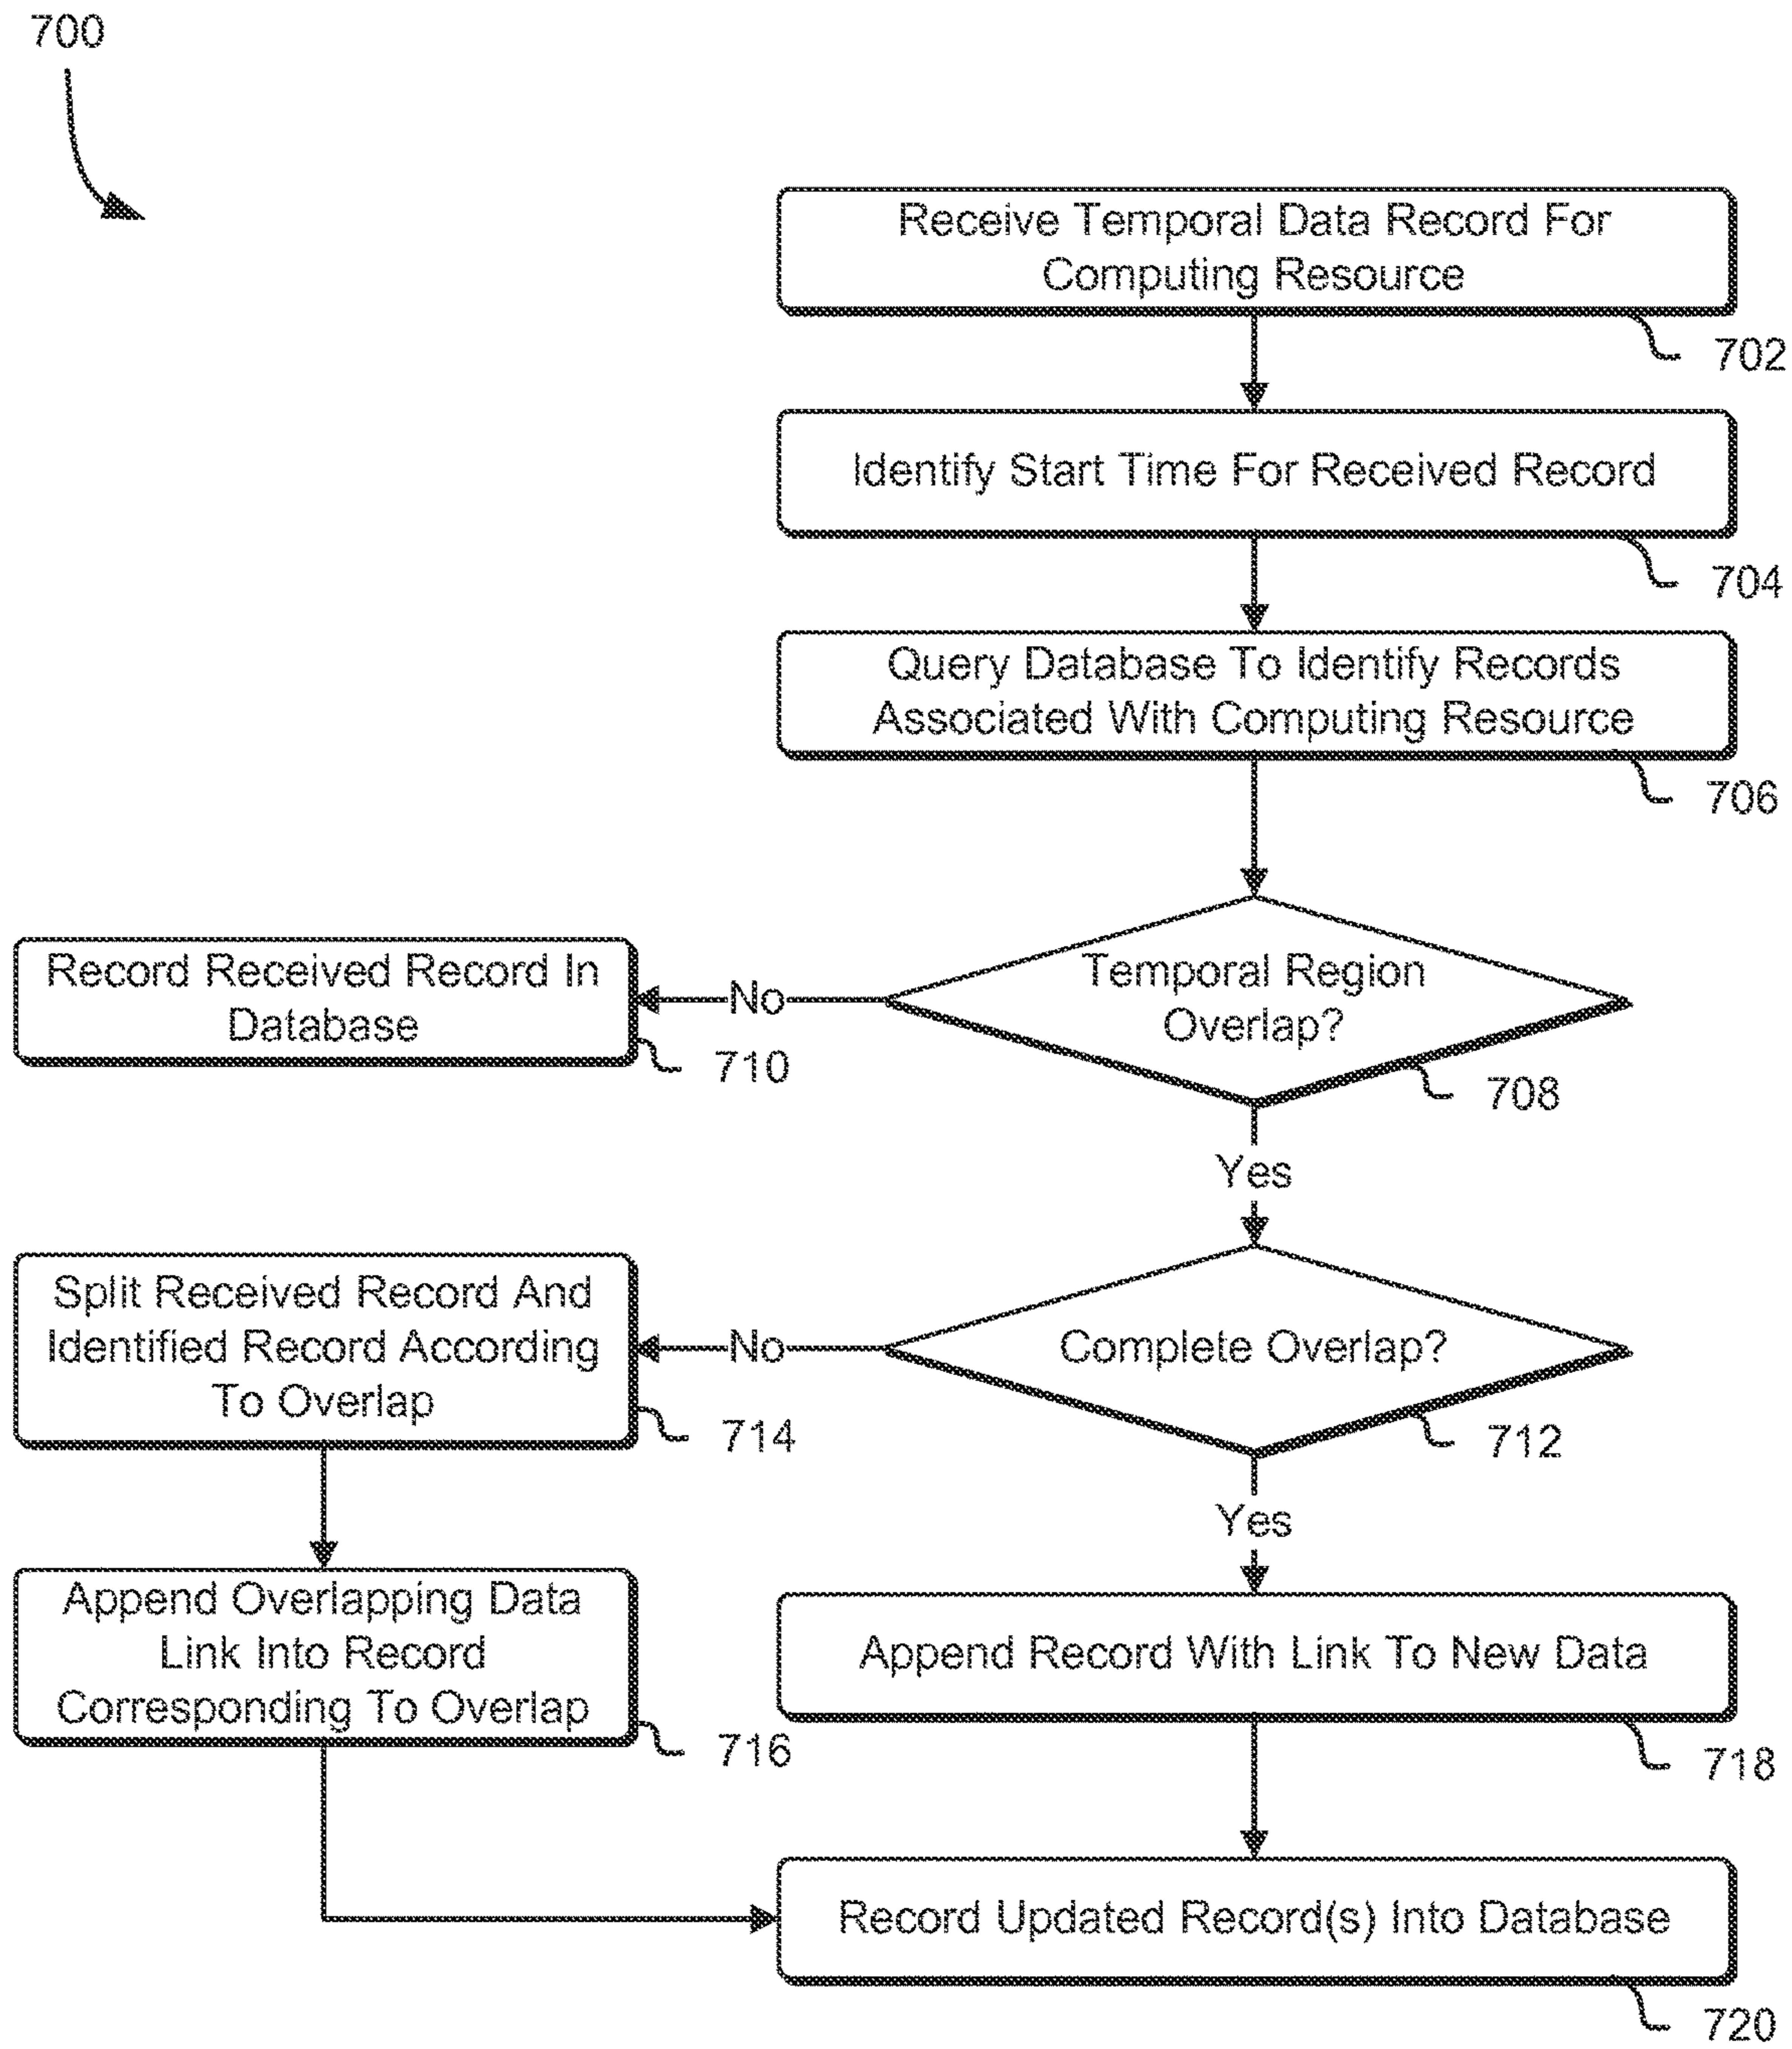 700
Receive Temporal Data Record For
Computing Resource
702
Identify Start Time For Received Record
704
Query Database To Identify Records
Associated With Computing Resource
706
Temporal Region
Overlap?
708
No
Record Received Record In
Database
710
Yes
Complete Overlap?
712
No
Split Received Record And
Identified Record According
To Overlap
714
Yes
Append Overlapping Data
Link Into Record
Corresponding To Overlap
716
Append Record With Link To New Data
718
Record Updated Record(s) Into Database
720